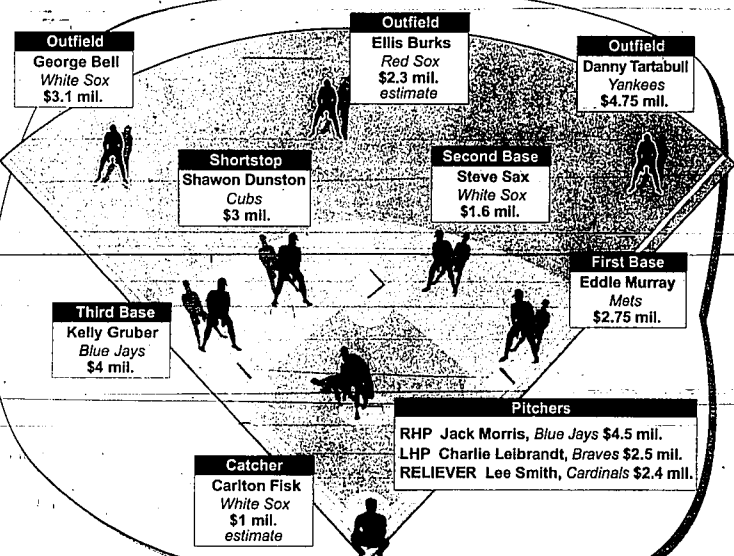 Outfield
George Bell
White Sox
$3.1 mil.
Outfield
Ellis Burks
Red Sox
$2.3 mil.
estimate
Outfield
Danny Tartabull
Yankees
$4.75 mil.
Shortstop
Shawon Dunston
Cubs
$3 mil.
Second Base
Steve Sax
White Sox
$1.6 mil.
First Base
Eddie Murray
Mets
$2.75 mil.
Third Base
Kelly Gruber
Blue Jays
$4 mil.
Pitchers
RHP Jack Morris, Blue Jays $4.5 mil.
LHP Charlie Leibrandt, Braves $2.5 mil.
RELIEVER Lee Smith, Cardinals $2.4 mil.
Catcher
Carlton Fisk
White Sox
$1 mil.
estimate